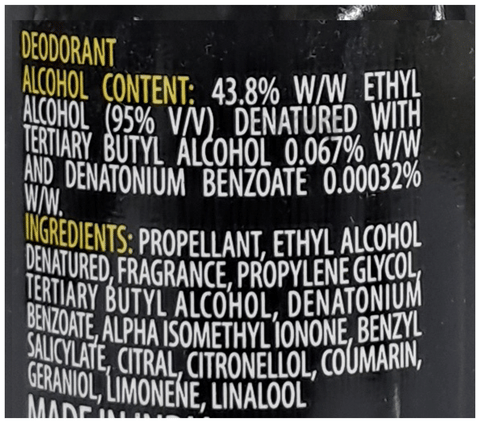 DEODORANT
ALCOHOL CONTENT: 43.8% W/W ETHYL
ALCOHOL (95% V/V) DENATURED WITH
TERTIARY BUTYL ALCOHOL 0.067% W/W
AND DENATONIUM BENZOATE 0.00032%
W/W.
INGREDIENTS: PROPELLANT, ETHYL ALCOHOL
DENATURED, FRAGRANCE, PROPYLENE GLYCOL,
TERTIARY BUTYL ALCOHOL, DENATONIUM
BENZOATE, ALPHA ISOMETHYL IONONE, BENZYL
SALICYLATE, CITRAL, CITRONELLOL, COUMARIN,
GERANIOL, LIMONENE, LINALOOL
MADE IN